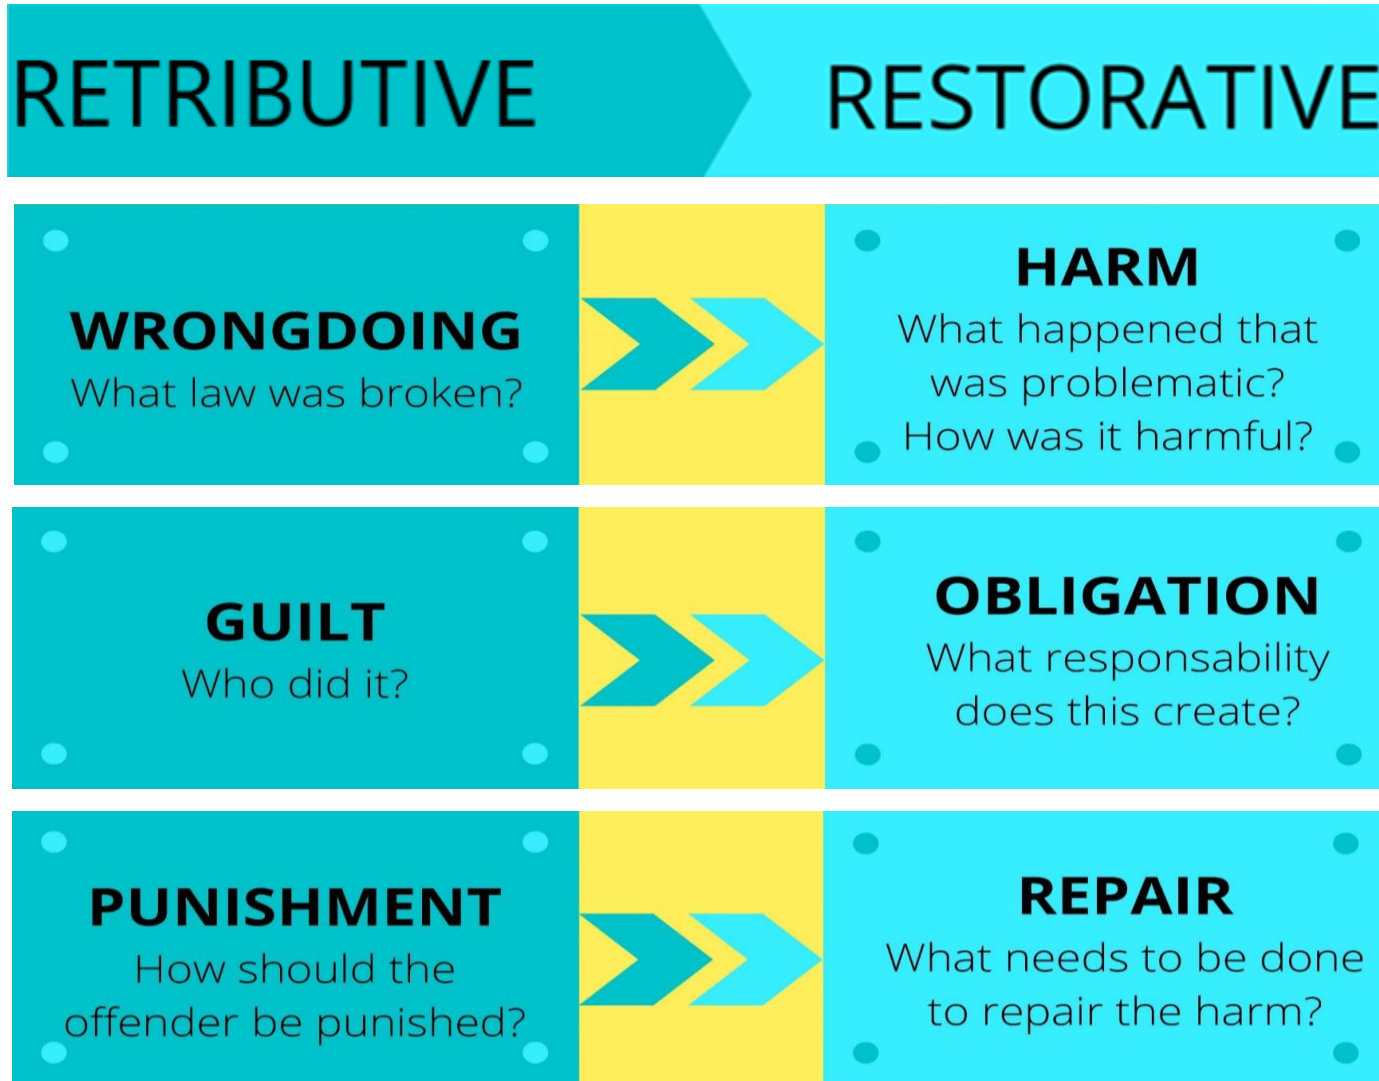 RETRIBUTIVE
RESTORATIVE
WRONGDOING
What law was broken?
HARM
What happened that
was problematic?
How was it harmful?
GUILT
Who did it?
OBLIGATION
What responsability
does this create?
PUNISHMENT
How should the
offender be punished?
REPAIR
What needs to be done
to repair the harm?